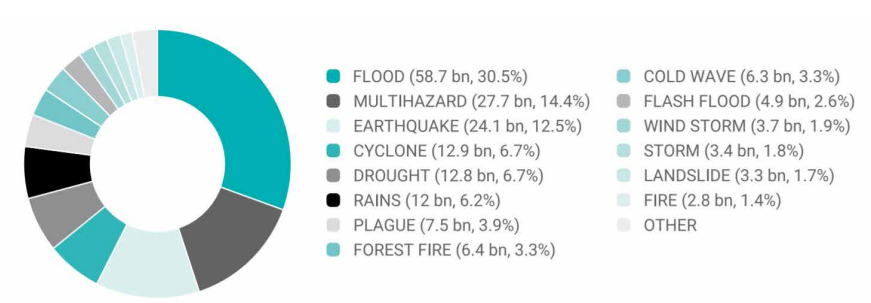 FLOOD (58.7 bn, 30.5%)
MULTIHAZARD (27.7 bn, 14.4%)
EARTHQUAKE (24.1 bn, 12.5%)
CYCLONE (12.9 bn, 6.7%)
DROUGHT (12.8 bn, 6.7%)
RAINS (12 bn, 6.2%)
PLAGUE (7.5 bn, 3.9%)
FOREST FIRE (6.4 bn, 3.3%)
COLD WAVE (6.3 bn, 3.3%)
FLASH FLOOD (4.9 bn, 2.6%)
WIND STORM (3.7 bn, 1.9%)
STORM (3.4 bn, 1.8%)
LANDSLIDE (3.3 bn, 1.7%)
FIRE (2.8 bn, 1.4%)
OTHER